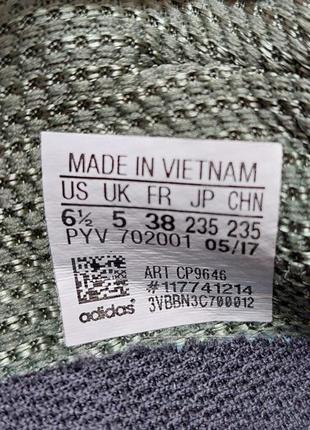 MADE IN VIETNAM
US UK FR JP CHN
6½ 5 38 235 235
PYV 702001 05/17
ART CP9646
#117741214
adidas 3VBBN3C700012